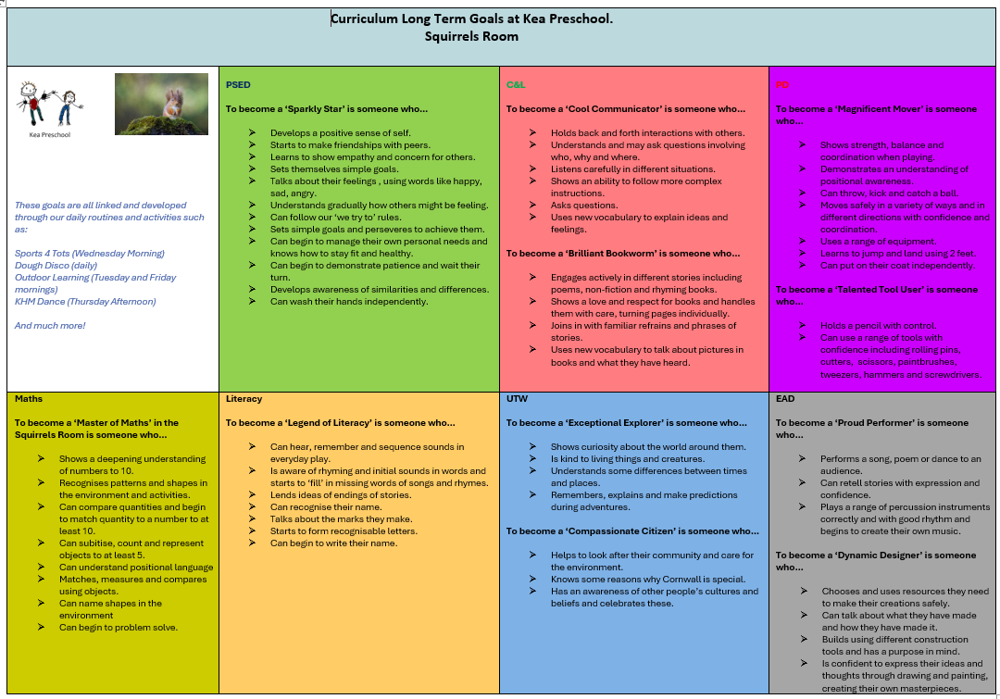 Curriculum Long Term Goals at Kea Preschool.
Squirrels Room
Kea Preschool
These goals are all linked and developed
through our daily routines and activities such
as:
Sports 4 Tots (Wednesday Morning)
Dough Disco (daily)
Outdoor Learning (Tuesday and Friday
mornings)
KHM Dance (Thursday Afternoon)
And much more!
PSED
To become a ‘Sparkly Star’ is someone who…
Develops a positive sense of self.
Starts to make friendships with peers.
Learns to show empathy and concern for others.
Sets themselves simple goals.
Talks about their feelings , using words like happy,
sad, angry.
Understands gradually how others might be feeling.
Can follow our ‘we try to’ rules.
Sets simple goals and perseveres to achieve them.
Can begin to manage their own personal needs and
knows how to stay fit and healthy.
Can begin to demonstrate patience and wait their
turn.
Develops awareness of similarities and differences.
Can wash their hands independently.
C&L
To become a ‘Cool Communicator’ is someone who…
Holds back and forth interactions with others.
Understands and may ask questions involving
who, why and where.
Listens carefully in different situations.
Shows an ability to follow more complex
instructions.
Asks questions.
Uses new vocabulary to explain ideas and
feelings.
To become a ‘Brilliant Bookworm’ is someone who…
Engages actively in different stories including
poems, non-fiction and rhyming books.
Shows a love and respect for books and handles
them with care, turning pages individually.
Joins in with familiar refrains and phrases of
stories.
Uses new vocabulary to talk about pictures in
books and what they have heard.
PD
To become a ‘Magnificent Mover’ is someone
who…
Shows strength, balance and
coordination when playing.
Demonstrates an understanding of
positional awareness.
Can throw, kick and catch a ball.
Moves safely in a variety of ways and in
different directions with confidence and
coordination.
Uses a range of equipment.
Learns to jump and land using 2 feet.
Can put on their coat independently.
To become a ‘Talented Tool User’ is someone
who…
Holds a pencil with control.
Can use a range of tools with
confidence including rolling pins,
cutters, scissors, paintbrushes,
tweezers, hammers and screwdrivers.
Maths
To become a ‘Master of Maths’ in the
Squirrels Room is someone who…
Shows a deepening understanding
of numbers to 10.
Recognises patterns and shapes in
the environment and activities.
Can compare quantities and begin
to match quantity to a number to at
least 10.
Can subitise, count and represent
objects to at least 5.
Can understand positional language
Matches, measures and compares
using objects.
Can name shapes in the
environment
Can begin to problem solve.
Literacy
To become a ‘Legend of Literacy’ is someone who…
Can hear, remember and sequence sounds in
everyday play.
Is aware of rhyming and initial sounds in words and
starts to ‘fill’ in missing words of songs and rhymes.
Lends ideas of endings of stories.
Can recognise their name.
Talks about the marks they make.
Starts to form recognisable letters.
Can begin to write their name.
UTW
To become a ‘Exceptional Explorer’ is someone who…
Shows curiosity about the world around them.
Is kind to living things and creatures.
Understands some differences between times
and places.
Remembers, explains and make predictions
during adventures.
To become a ‘Compassionate Citizen’ is someone who…
Helps to look after their community and care for
the environment.
Knows some reasons why Cornwall is special.
Has an awareness of other people’s cultures and
beliefs and celebrates these.
EAD
To become a ‘Proud Performer’ is someone
who…
Performs a song, poem or dance to an
audience.
Can retell stories with expression and
confidence.
Plays a range of percussion instruments
correctly and with good rhythm and
begins to create their own music.
To become a ‘Dynamic Designer’ is someone
who…
Chooses and uses resources they need
to make their creations safely.
Can talk about what they have made
and how they have made it.
Builds using different construction
tools and has a purpose in mind.
Is confident to express their ideas and
thoughts through drawing and painting,
creating their own masterpieces.